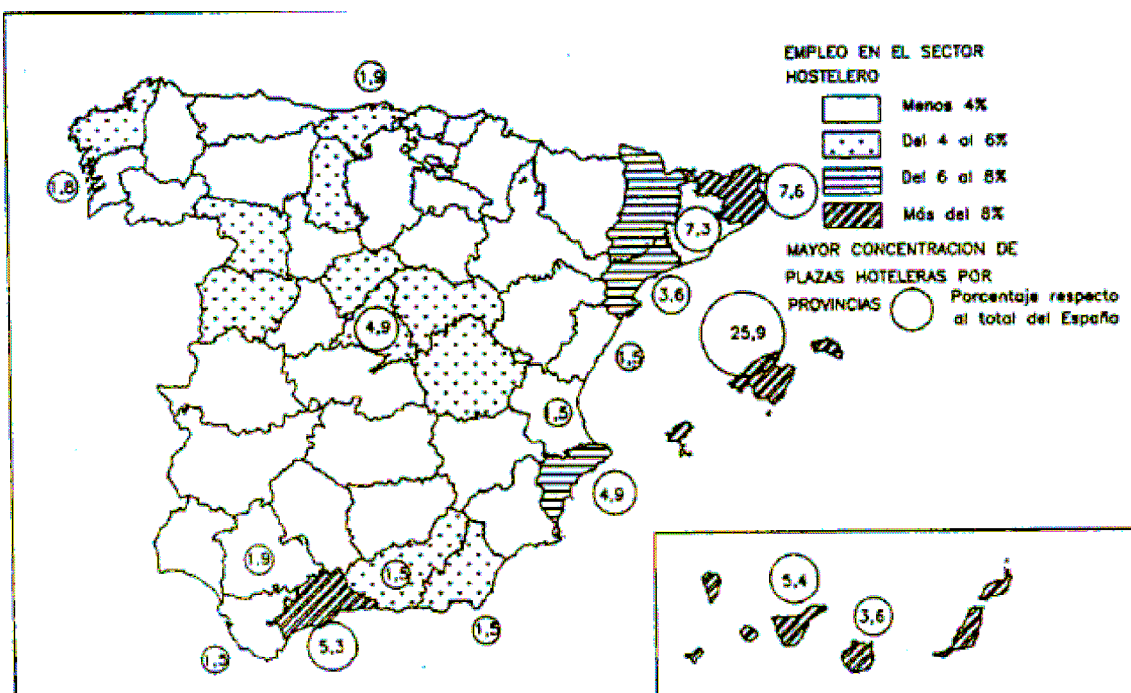 EMPLEO EN EL SECTOR
HOSTELERO
Menos 4%
Del 4 al 6%
Del 6 al 8%
Más del 8%
MAYOR CONCENTRACION DE
PLAZAS HOTELERAS POR
PROVINCIAS
Porcentaje respecto
al total del España
1,9
1,8
7,6
7,3
3,6
4,9
25,9
1,5
1,5
4,9
1,9
1,5
1,5
1,5
5,3
5,4
3,6